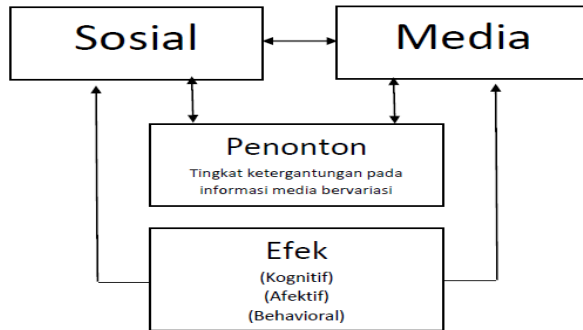 Sosial
Media
Penonton
Tingkat ketergantungan pada
informasi media bervariasi
Efek
(Kognitif)
(Afektif)
(Behavioral)